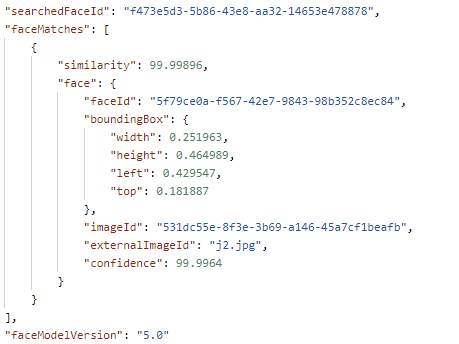 "searchedFaceId": "f473e5d3-5b86-43e8-aa32-14653e478878",
"faceMatches": [
{
"similarity": 99.99896,
"face": {
"faceId": "5f79ce0a-f567-42e7-9843-98b352c8ec84",
"boundingBox": {
"width": 0.251963,
"height": 0.464989,
"left": 0.429547,
"top": 0.181887
},
"imageId": "531dc55e-8f3e-3b69-a146-45a7cf1beafb",
"externalImageId": "j2.jpg",
"confidence": 99.9964
}
}
],
"faceModelVersion": "5.0"